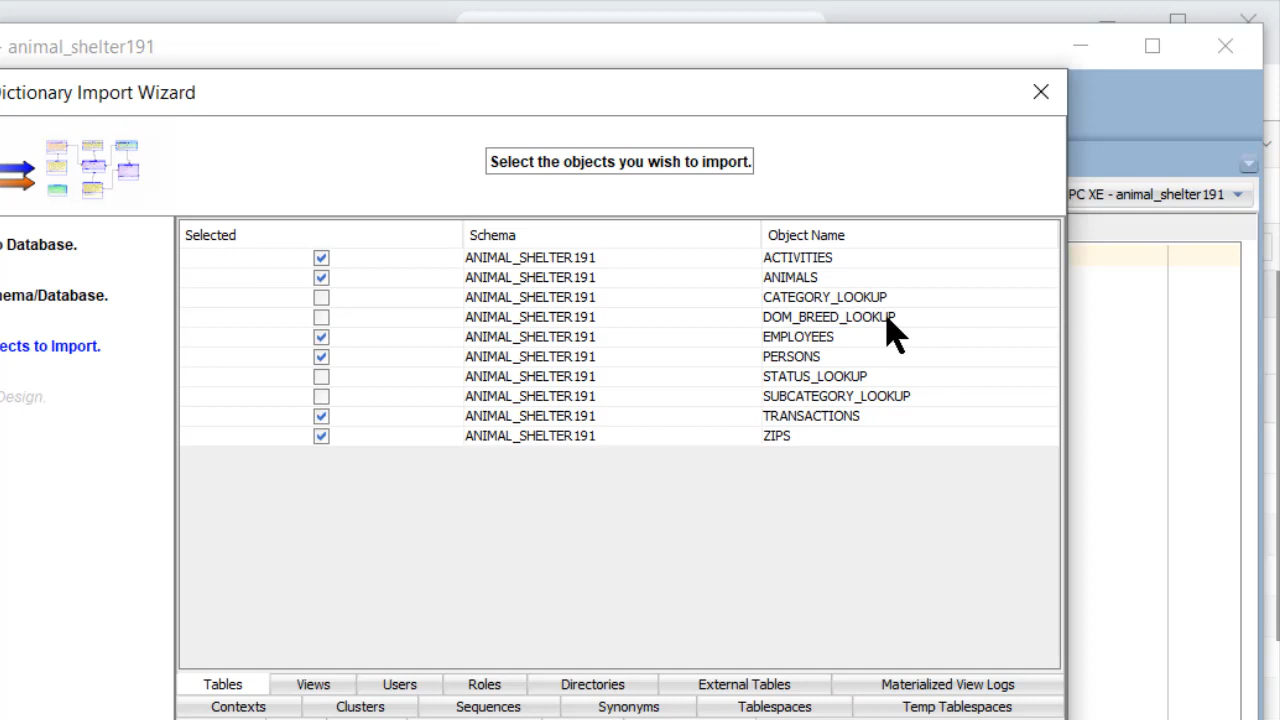 - animal_shelter191
ictionary Import Wizard
Select the objects you wish to import.
PC XE - animal_shelter191
Database.
ema/Database.
ects to Import.
Design.
Selected Schema Object Name
ANIMAL_SHELTER191 ACTIVITIES
ANIMAL_SHELTER191 ANIMALS
ANIMAL_SHELTER191 CATEGORY_LOOKUP
ANIMAL_SHELTER191 DOM_BREED_LOOKUP
ANIMAL_SHELTER191 EMPLOYEES
ANIMAL_SHELTER191 PERSONS
ANIMAL_SHELTER191 STATUS_LOOKUP
ANIMAL_SHELTER191 SUBCATEGORY_LOOKUP
ANIMAL_SHELTER191 TRANSACTIONS
ANIMAL_SHELTER191 ZIPS
Tables Views Users Roles Directories External Tables Materialized View Logs
Contexts Clusters Sequences Synonyms Tablespaces Temp Tablespaces